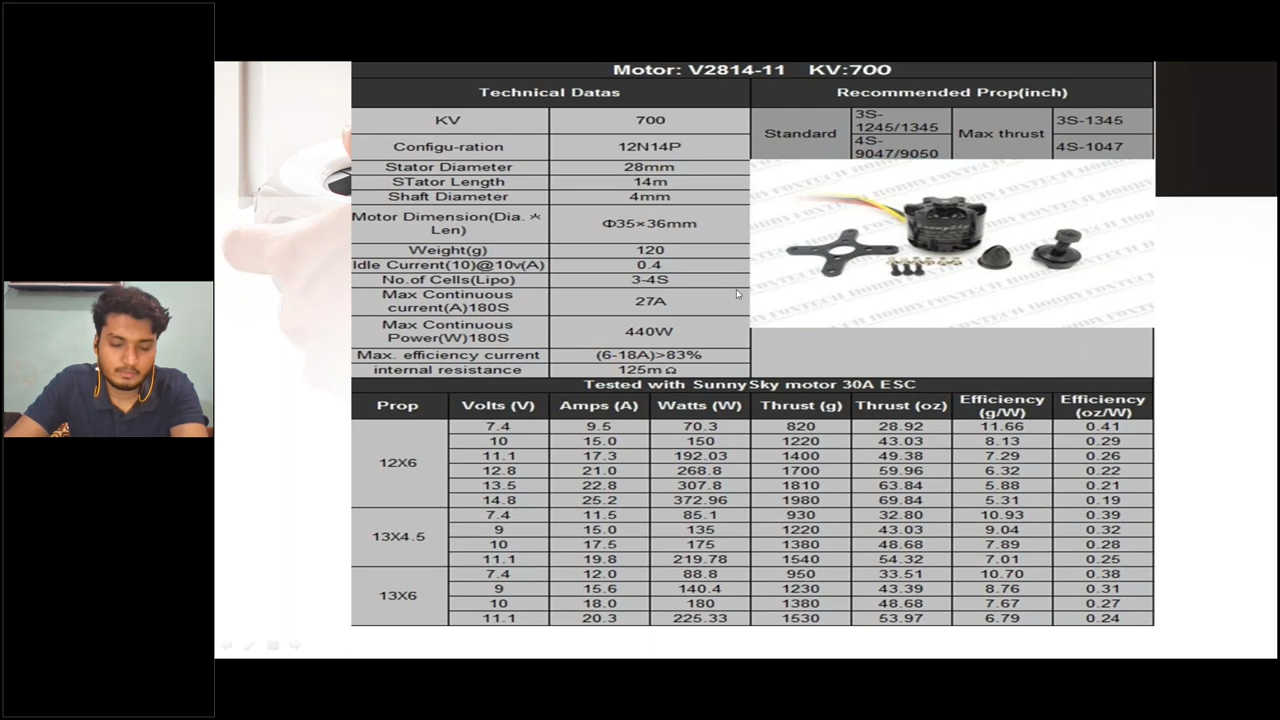 Motor: V2814-11 KV:700
Technical Datas Recommended Prop(inch)
KV 700
Configu-ration 12N14P
Stator Diameter 28mm
STator Length 14m
Shaft Diameter 4mm
Motor Dimension(Dia. *
Len) Φ35×36mm
Weight(g) 120
Idle Current(10)@10v(A) 0.4
No.of Cells(Lipo) 3-4S
Max Continuous
current(A)180S 27A
Max Continuous
Power(W)180S 440W
Max. efficiency current (6-18A)>83%
internal resistance 125mΩ
Standard
3S-
1245/1345
4S-
9047/9050
Max thrust
3S-1345
4S-1047
SunnySky
Tested with SunnySky motor 30A ESC
Prop Volts (V) Amps (A) Watts (W) Thrust (g) Thrust (oz) Efficiency (g/W) Efficiency (oz/W)
12X6
7.4 9.5 70.3 820 28.92 11.66 0.41
10 15.0 150 1220 43.03 8.13 0.29
11.1 17.3 192.03 1400 49.38 7.29 0.26
12.8 21.0 268.8 1700 59.96 6.32 0.22
13.5 22.8 307.8 1810 63.84 5.88 0.21
14.8 25.2 372.96 1980 69.84 5.31 0.19
13X4.5
7.4 11.5 85.1 930 32.80 10.93 0.39
9 15.0 135 1220 43.03 9.04 0.32
10 17.5 175 1380 48.68 7.89 0.28
11.1 19.8 219.78 1540 54.32 7.01 0.25
13X6
7.4 12.0 88.8 950 33.51 10.70 0.38
9 15.6 140.4 1230 43.39 8.76 0.31
10 18.0 180 1380 48.68 7.67 0.27
11.1 20.3 225.33 1530 53.97 6.79 0.24